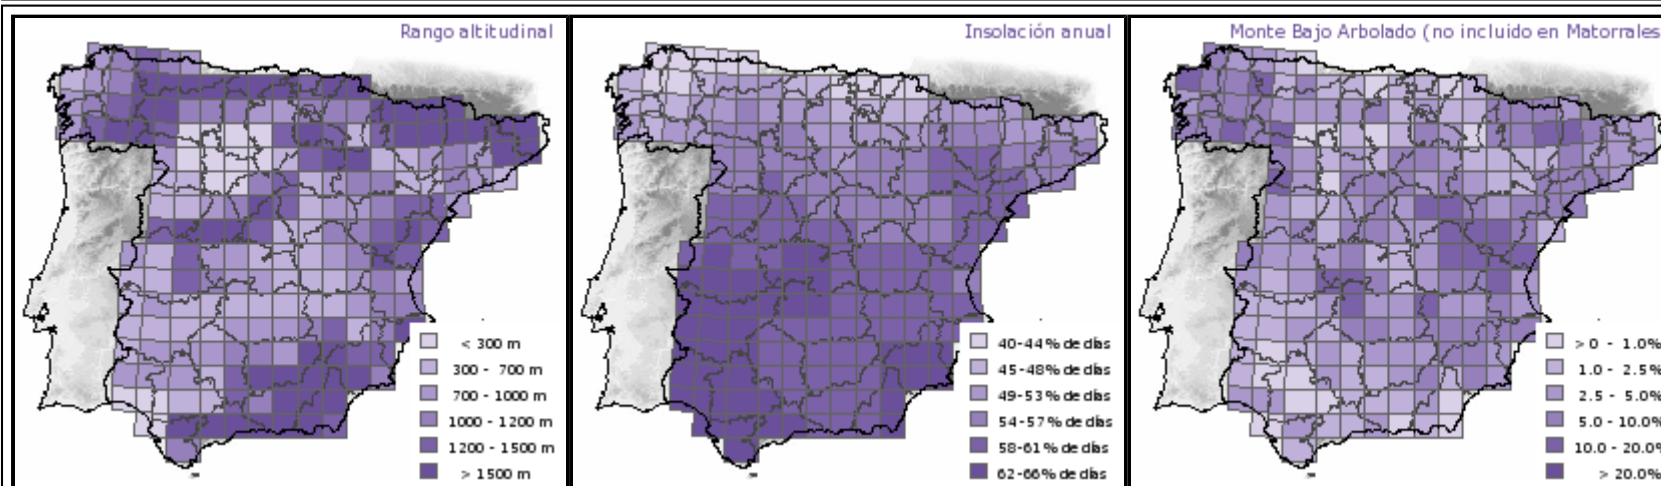 Rango altitudinal
< 300 m
300 - 700 m
700 - 1000 m
1000 - 1200 m
1200 - 1500 m
> 1500 m
Insolación anual
40-44% de días
45-48% de días
49-53% de días
54-57% de días
58-61% de días
62-66% de días
Monte Bajo Arbolado (no incluido en Matorrales
> 0 - 1.0%
1.0 - 2.5%
2.5 - 5.0%
5.0 - 10.0%
10.0 - 20.0%
> 20.0%